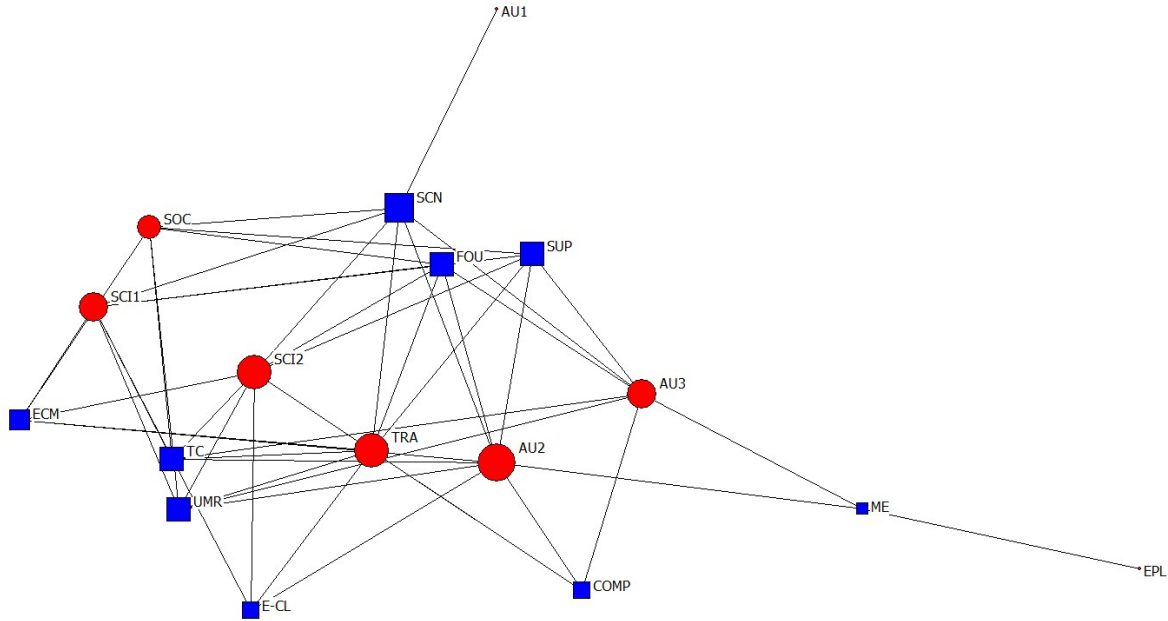 AU1
SCN
SOC
SUP
FOU
SCI1
SCI2
AU3
ECM
TRA
AU2
TC
UMR
ME
EPL
COMP
E-CL